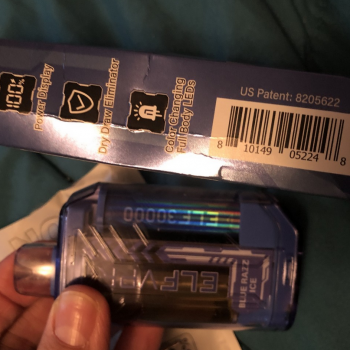 100%
Power Display
Dry Draw Eliminator
Color Changing
Full Body LEDs
US Patent: 8205622
8 10149 05224 8
ELF 30000
BLUE RAZZ
ICE